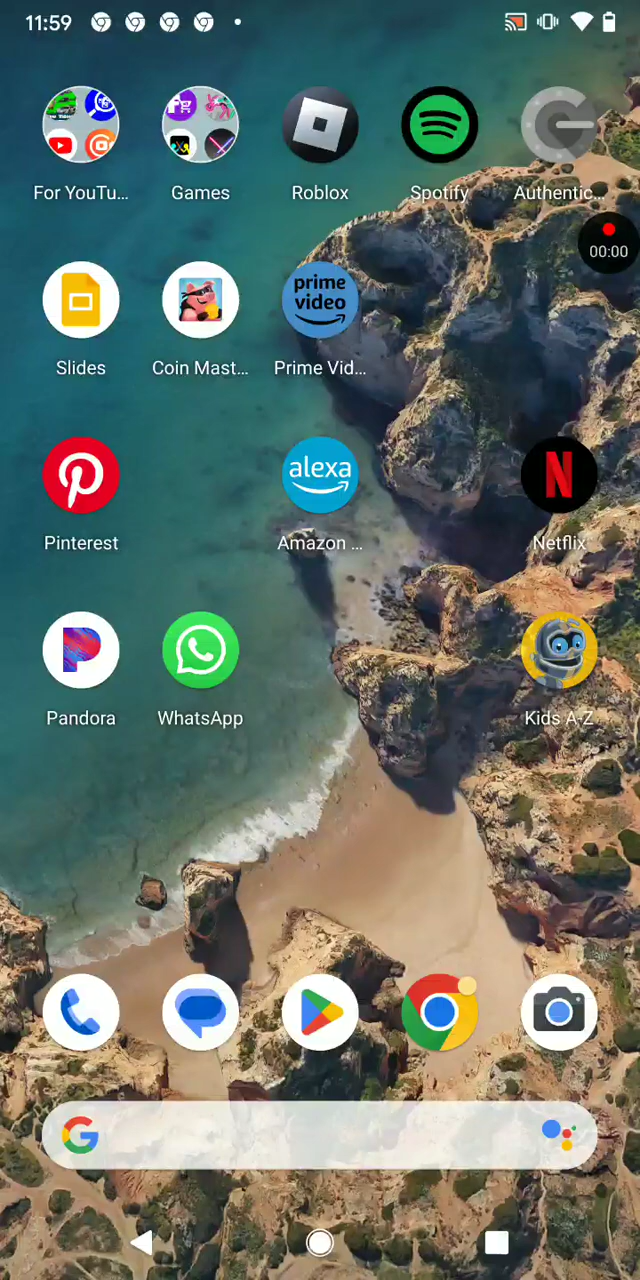 11:59
For YouTu...
Games
Roblox
Spotify
Authentic...
00:00
Slides
Coin Mast...
prime video
Prime Vid...
Pinterest
alexa
Amazon ...
N
Netflix
Pandora
WhatsApp
Kids A-Z